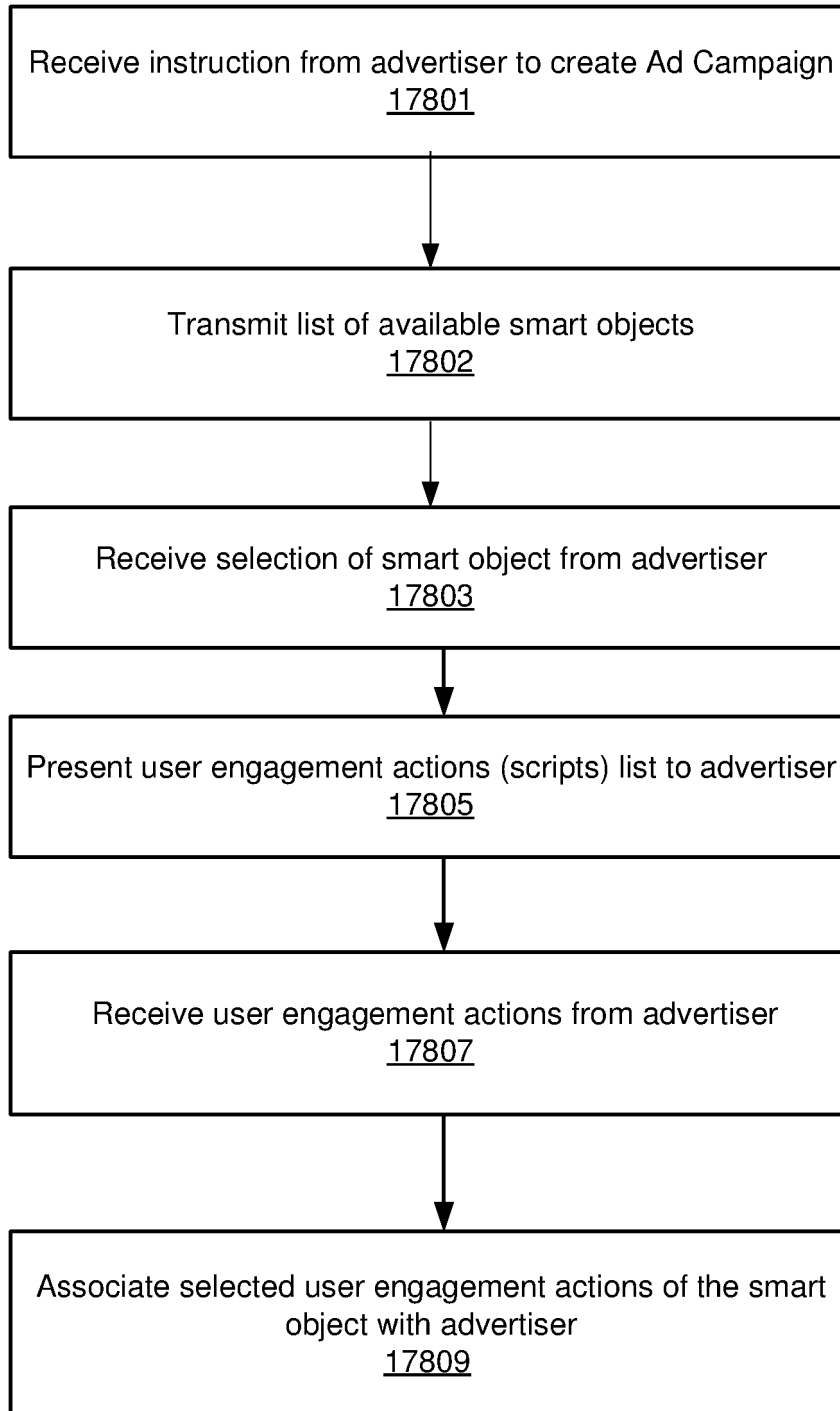 Receive instruction from advertiser to create Ad Campaign
17801
Transmit list of available smart objects
17802
Receive selection of smart object from advertiser
17803
Present user engagement actions (scripts) list to advertiser
17805
Receive user engagement actions from advertiser
17807
Associate selected user engagement actions of the smart
object with advertiser
17809